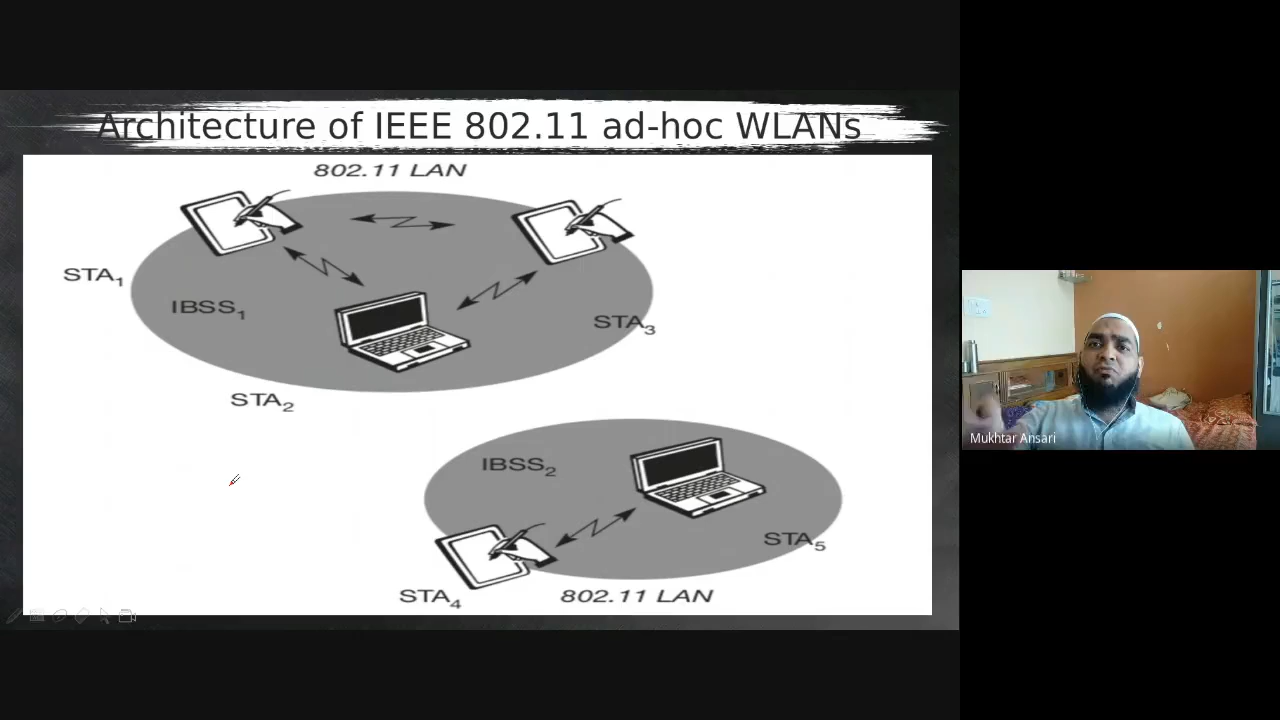 Architecture of IEEE 802.11 ad-hoc WLANs
802.11 LAN
STA1
IBSS1
STA3
STA2
IBSS2
STA5
STA4
802.11 LAN
Mukhtar Ansari